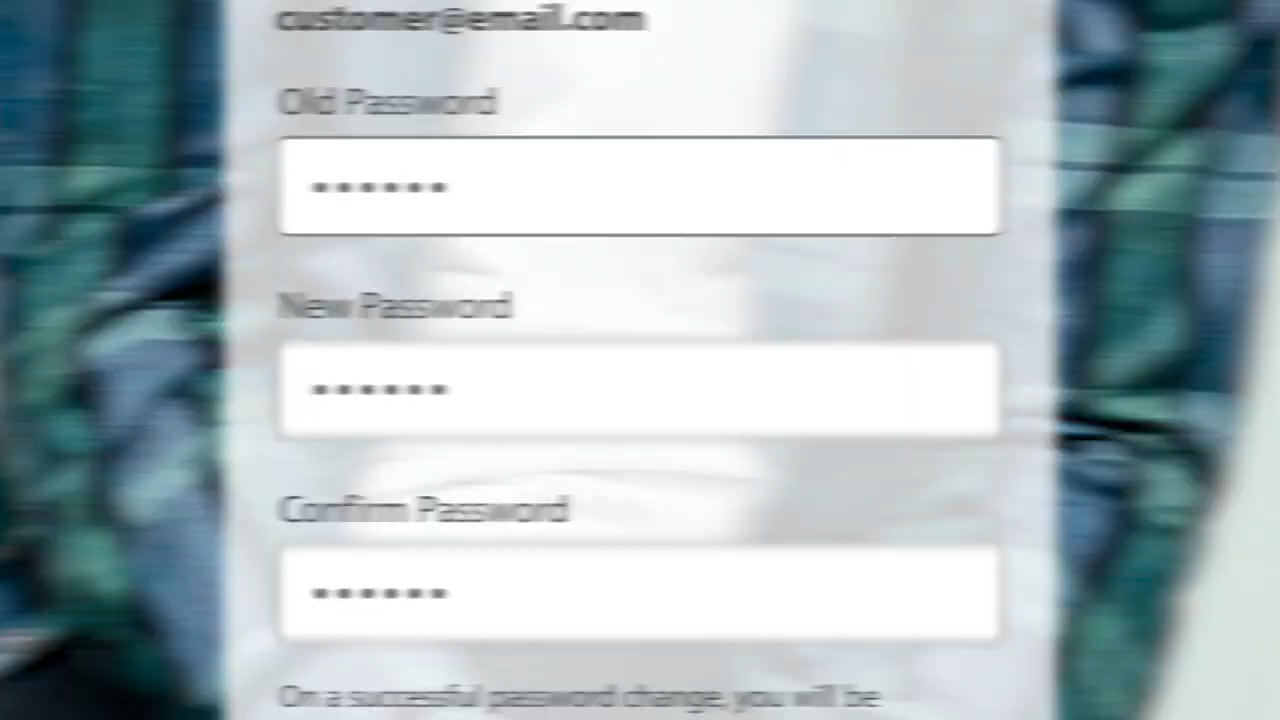 customer@email.com
Old Password
••••••
New Password
••••••
Confirm Password
••••••
On a successful password change, you will be